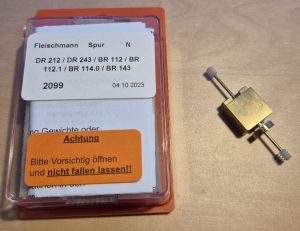 Fleischmann Spur N
DR 212 / DR 243 / BR 112 / BR
112.1 / BR 114.0 / BR 143
2099 04.10.2023
ng Gewichte oder
Achtung
Bitte Vorsichtig öffnen
und nicht fallen lassen!!